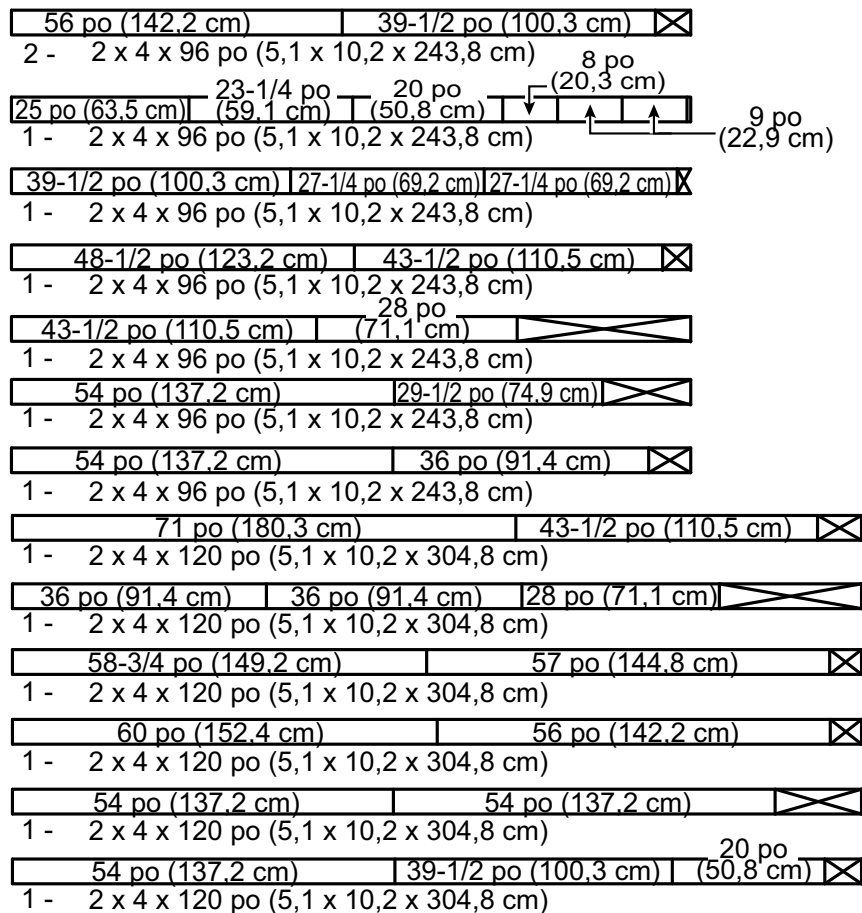 56 po (142,2 cm) 39-1/2 po (100,3 cm)
2 - 2 x 4 x 96 po (5,1 x 10,2 x 243,8 cm)
8 po
(20,3 cm)
23-1/4 po
(59,1 cm)
20 po
(50,8 cm)
25 po (63,5 cm)
9 po
(22,9 cm)
1 - 2 x 4 x 96 po (5,1 x 10,2 x 243,8 cm)
39-1/2 po (100,3 cm) 27-1/4 po (69,2 cm) 27-1/4 po (69,2 cm)
1 - 2 x 4 x 96 po (5,1 x 10,2 x 243,8 cm)
48-1/2 po (123,2 cm) 43-1/2 po (110,5 cm)
1 - 2 x 4 x 96 po (5,1 x 10,2 x 243,8 cm)
28 po
43-1/2 po (110,5 cm) (71,1 cm)
1 - 2 x 4 x 96 po (5,1 x 10,2 x 243,8 cm)
54 po (137,2 cm) 29-1/2 po (74,9 cm)
1 - 2 x 4 x 96 po (5,1 x 10,2 x 243,8 cm)
54 po (137,2 cm) 36 po (91,4 cm)
1 - 2 x 4 x 96 po (5,1 x 10,2 x 243,8 cm)
71 po (180,3 cm) 43-1/2 po (110,5 cm)
1 - 2 x 4 x 120 po (5,1 x 10,2 x 304,8 cm)
36 po (91,4 cm) 36 po (91,4 cm) 28 po (71,1 cm)
1 - 2 x 4 x 120 po (5,1 x 10,2 x 304,8 cm)
58-3/4 po (149,2 cm) 57 po (144,8 cm)
1 - 2 x 4 x 120 po (5,1 x 10,2 x 304,8 cm)
60 po (152,4 cm) 56 po (142,2 cm)
1 - 2 x 4 x 120 po (5,1 x 10,2 x 304,8 cm)
54 po (137,2 cm) 54 po (137,2 cm)
1 - 2 x 4 x 120 po (5,1 x 10,2 x 304,8 cm)
20 po
54 po (137,2 cm) 39-1/2 po (100,3 cm) (50,8 cm)
1 - 2 x 4 x 120 po (5,1 x 10,2 x 304,8 cm)